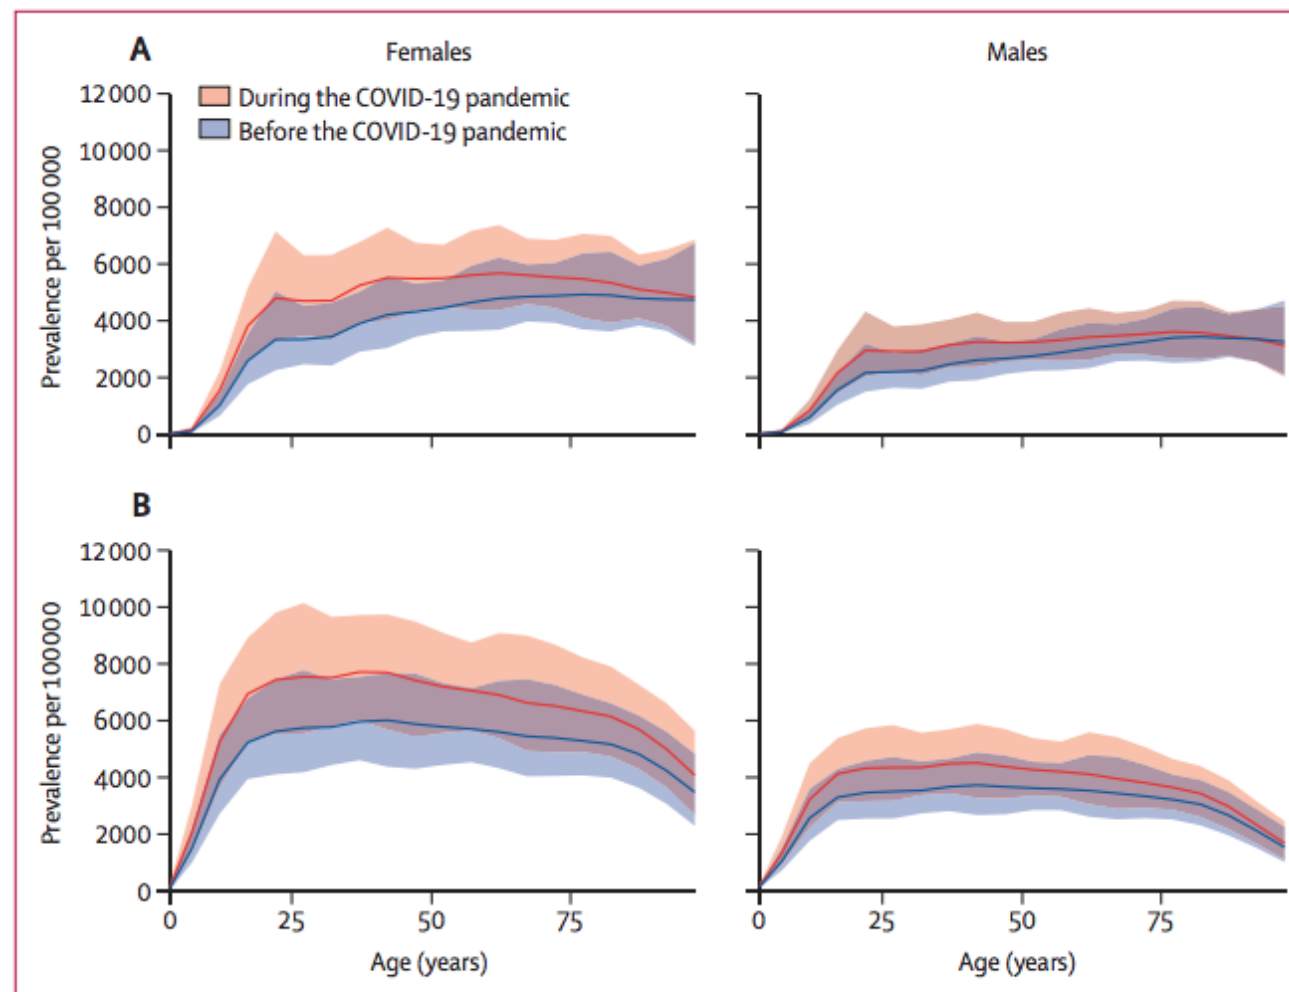 A
Females
Males
During the COVID-19 pandemic
Before the COVID-19 pandemic
12 000
10 000
8000
6000
4000
2000
0
Prevalence per 100 000
B
12 000
10 000
8000
6000
4000
2000
0
Prevalence per 100 000
0 25 50 75
0 25 50 75
Age (years)
Age (years)